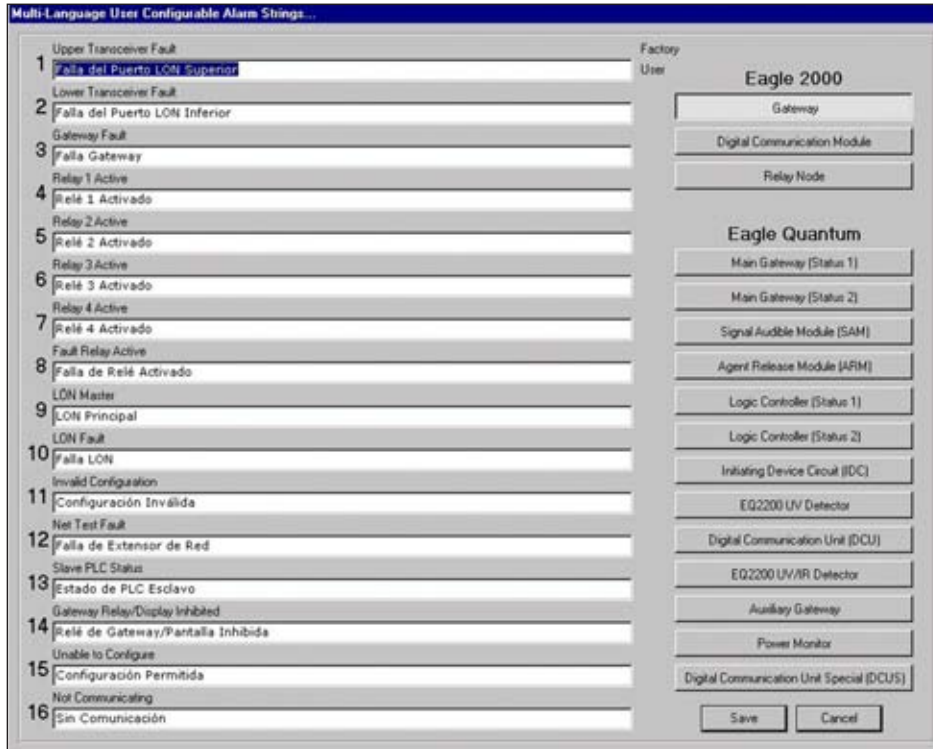 Multi-Language User Configurable Alarm Strings...
Upper Transceiver Fault
Factory
1
Falla del Puerto LON Superior
User
Lower Transceiver Fault
2
Falla del Puerto LON Inferior
Gateway Fault
3
Falla Gateway
Relay 1 Active
4
Relé 1 Activado
Relay 2 Active
5
Relé 2 Activado
Relay 3 Active
6
Relé 3 Activado
Relay 4 Active
7
Relé 4 Activado
Fault Relay Active
8
Falla de Relé Activado
LON Master
9
LON Principal
LON Fault
10
Falla LON
Invalid Configuration
11
Configuración Inválida
Net Test Fault
12
Falla de Extensor de Red
Slave PLC Status
13
Estado de PLC Esclavo
Gateway Relay/Display Inhibited
14
Relé de Gateway/Pantalla Inhibida
Unable to Configure
15
Configuración Permitida
Not Communicating
16
Sin Comunicación
Eagle 2000
Gateway
Digital Communication Module
Relay Node
Eagle Quantum
Main Gateway (Status 1)
Main Gateway (Status 2)
Signal Audible Module (SAM)
Agent Release Module (ARM)
Logic Controller (Status 1)
Logic Controller (Status 2)
Initiating Device Circuit (IDC)
EQ2200 UV Detector
Digital Communication Unit (DCU)
EQ2200 UV/IR Detector
Auxiliary Gateway
Power Monitor
Digital Communication Unit Special (DCUS)
Save
Cancel